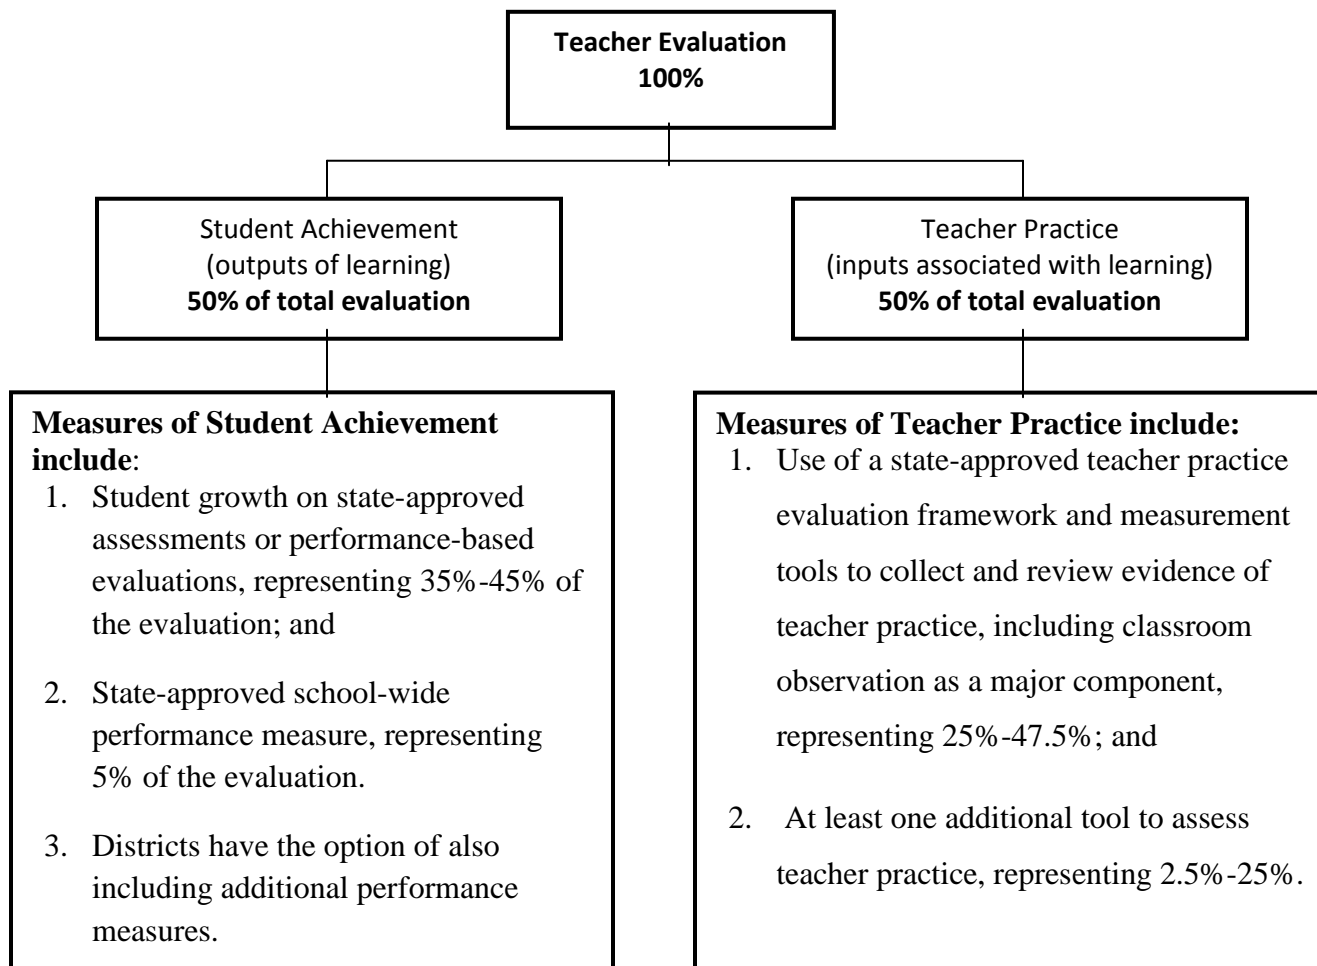 Teacher Evaluation
100%
Student Achievement
(outputs of learning)
50% of total evaluation
Teacher Practice
(inputs associated with learning)
50% of total evaluation
Measures of Student Achievement
include:
1. Student growth on state-approved
assessments or performance-based
evaluations, representing 35%-45% of
the evaluation; and
2. State-approved school-wide
performance measure, representing
5% of the evaluation.
3. Districts have the option of also
including additional performance
measures.
Measures of Teacher Practice include:
1. Use of a state-approved teacher practice
evaluation framework and measurement
tools to collect and review evidence of
teacher practice, including classroom
observation as a major component,
representing 25%-47.5%; and
2. At least one additional tool to assess
teacher practice, representing 2.5%-25%.